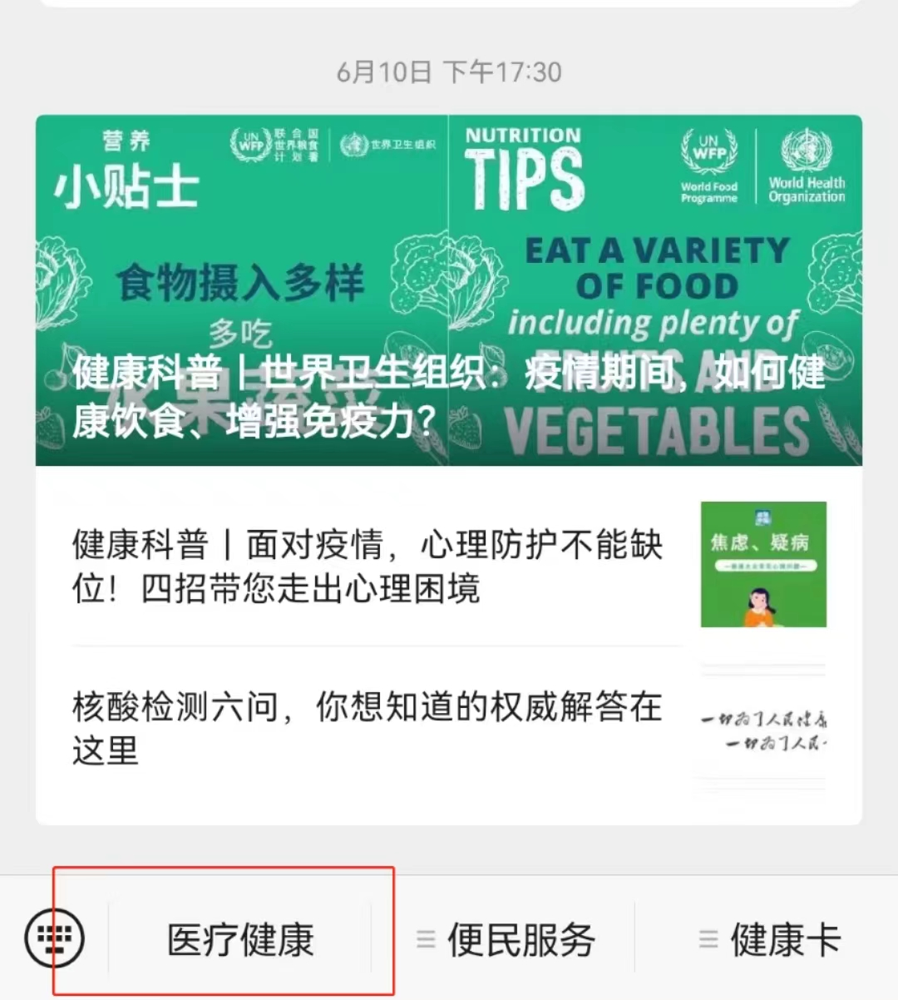 6月10日 下午17:30
营养
小贴士
UN
WFP
联合国
世界粮食
计划署
世界卫生组织
NUTRITION
TIPS
UN
WFP
World Food
Programme
World Health
Organization
食物摄入多样
多吃
水果蔬菜
EAT A VARIETY
OF FOOD
including plenty of
FRUITS AND
VEGETABLES
健康科普丨世界卫生组织：疫情期间，如何健
康饮食、增强免疫力？
健康科普丨面对疫情，心理防护不能缺
位！四招带您走出心理困境
焦虑、疑病
核酸检测六问，你想知道的权威解答在
这里
一切为了人民健康
一切为了人民
医疗健康
便民服务
健康卡